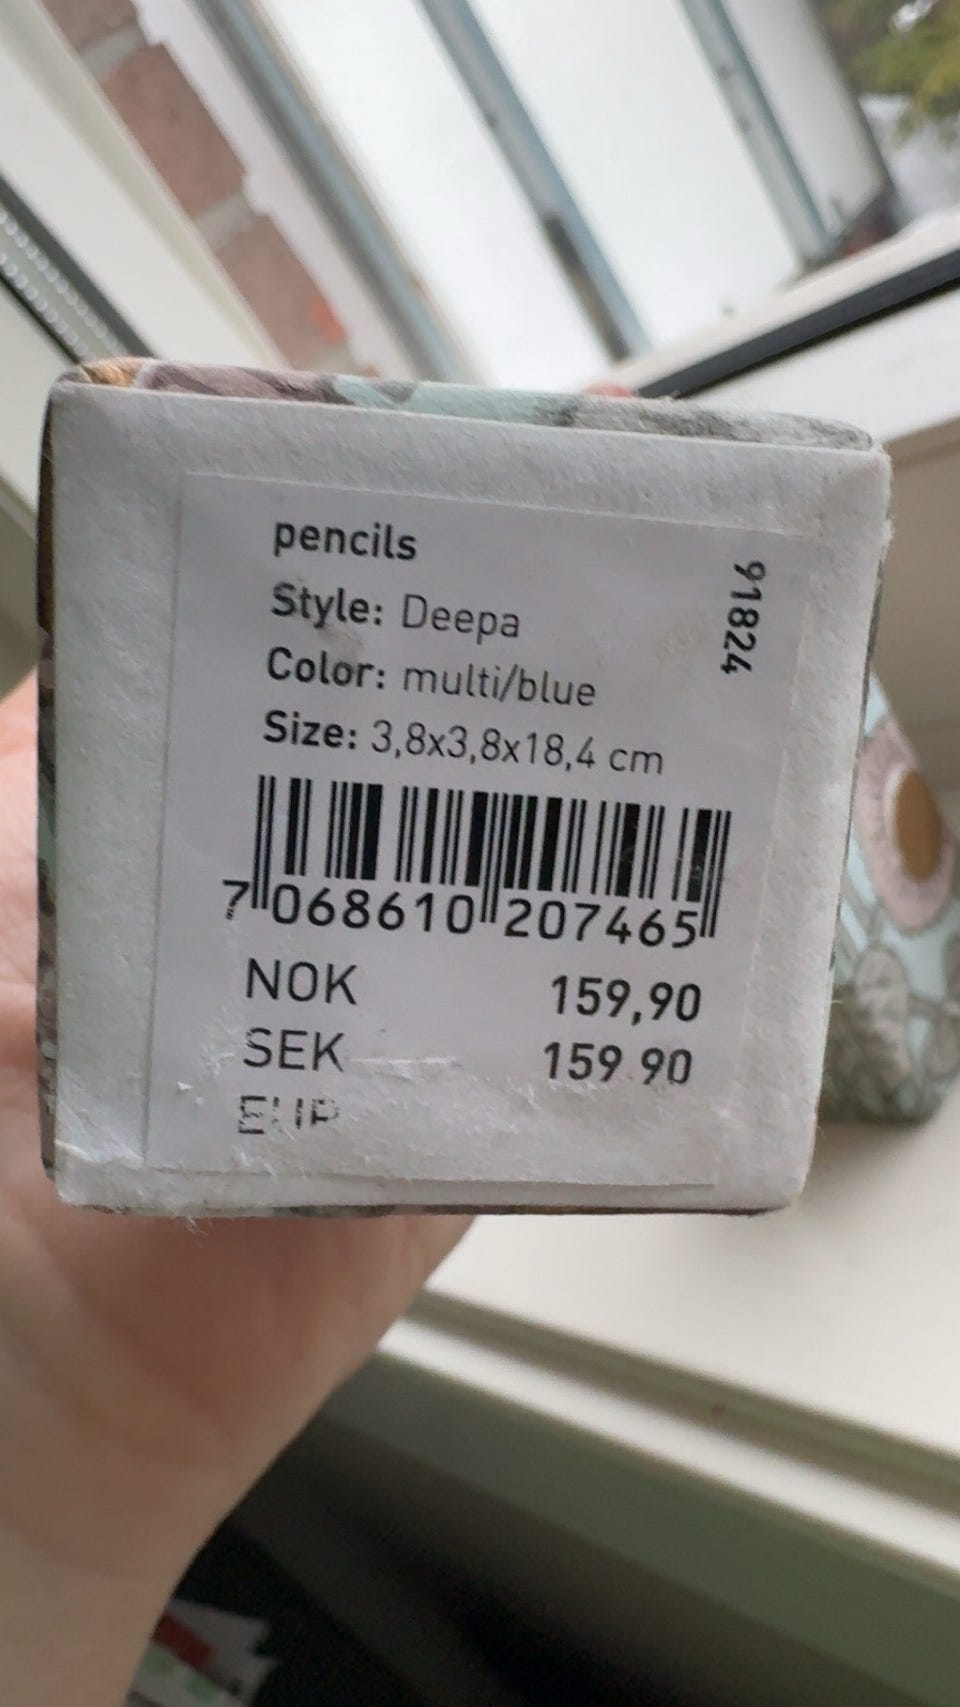 pencils
91824
Style: Deepa
Color: multi/blue
Size: 3,8x3,8x18,4 cm
7 068610 207465
NOK 159,90
SEK 159 90
EUR